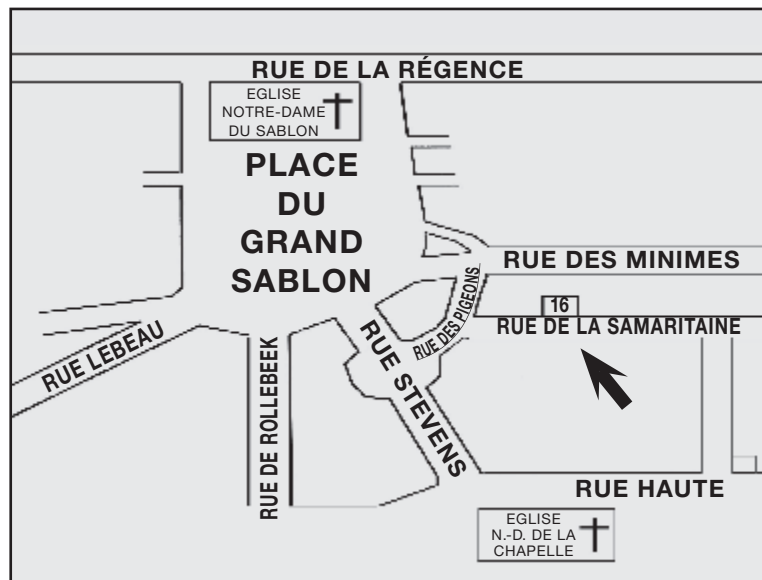 RUE DE LA RÉGENCE
EGLISE
NOTRE-DAME
DU SABLON
PLACE
DU
GRAND
SABLON
RUE DES MINIMES
16
RUE DES PIGEONS
RUE DE LA SAMARITAINE
RUE LEBEAU
RUE DE ROLLEBEEK
RUE STEVENS
RUE HAUTE
EGLISE
N.-D. DE LA
CHAPELLE